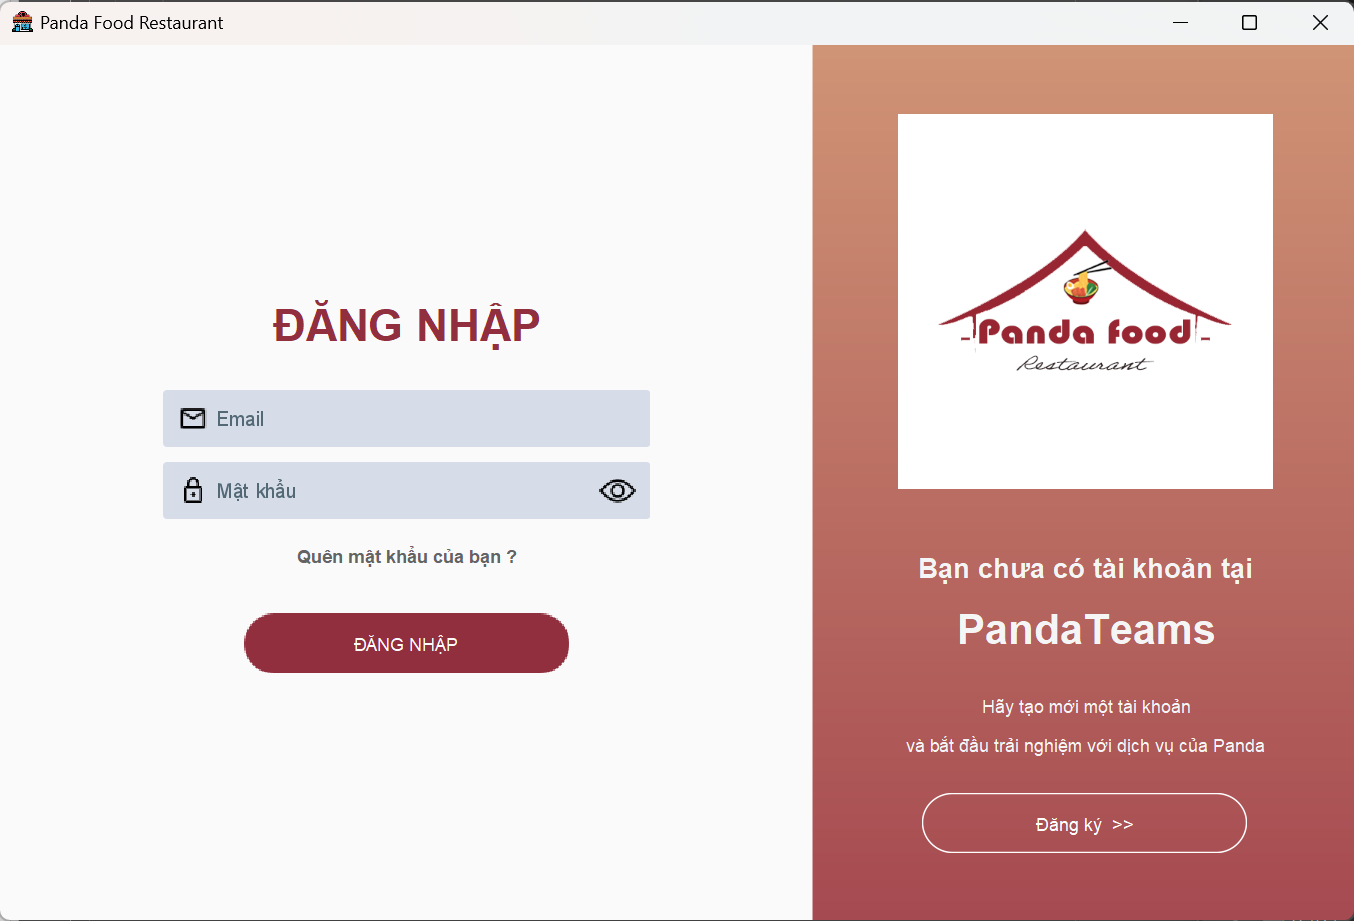 Panda Food Restaurant
ĐĂNG NHẬP
Email
Mật khẩu
Quên mật khẩu của bạn ?
ĐĂNG NHẬP
Panda food
Restaurant
Bạn chưa có tài khoản tại
PandaTeams
Hãy tạo mới một tài khoản
và bắt đầu trải nghiệm với dịch vụ của Panda
Đăng ký >>